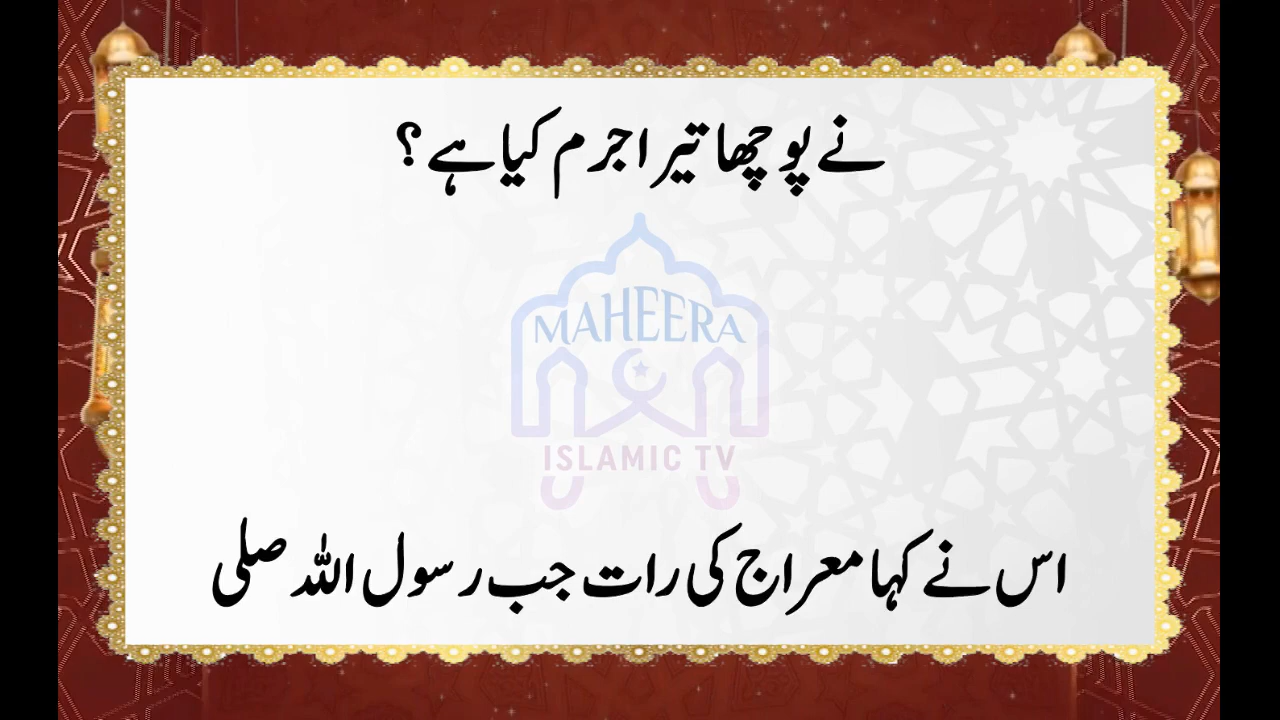 نے پوچھا تیرا جرم کیا ہے؟
MAHEERA
ISLAMIC TV
اس نے کہا معراج کی رات جب رسول اللہ صلی